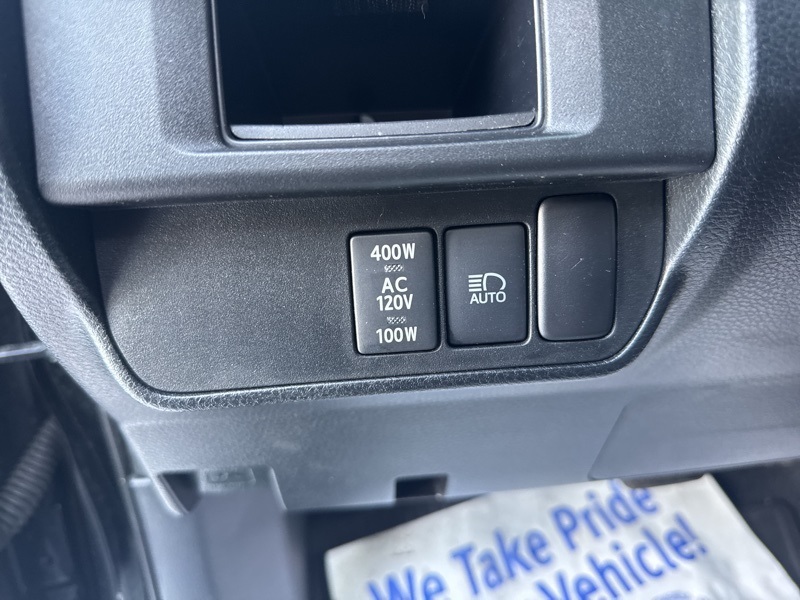 400W
AC
120V
100W
AUTO
We Take Pride
Vehicle!